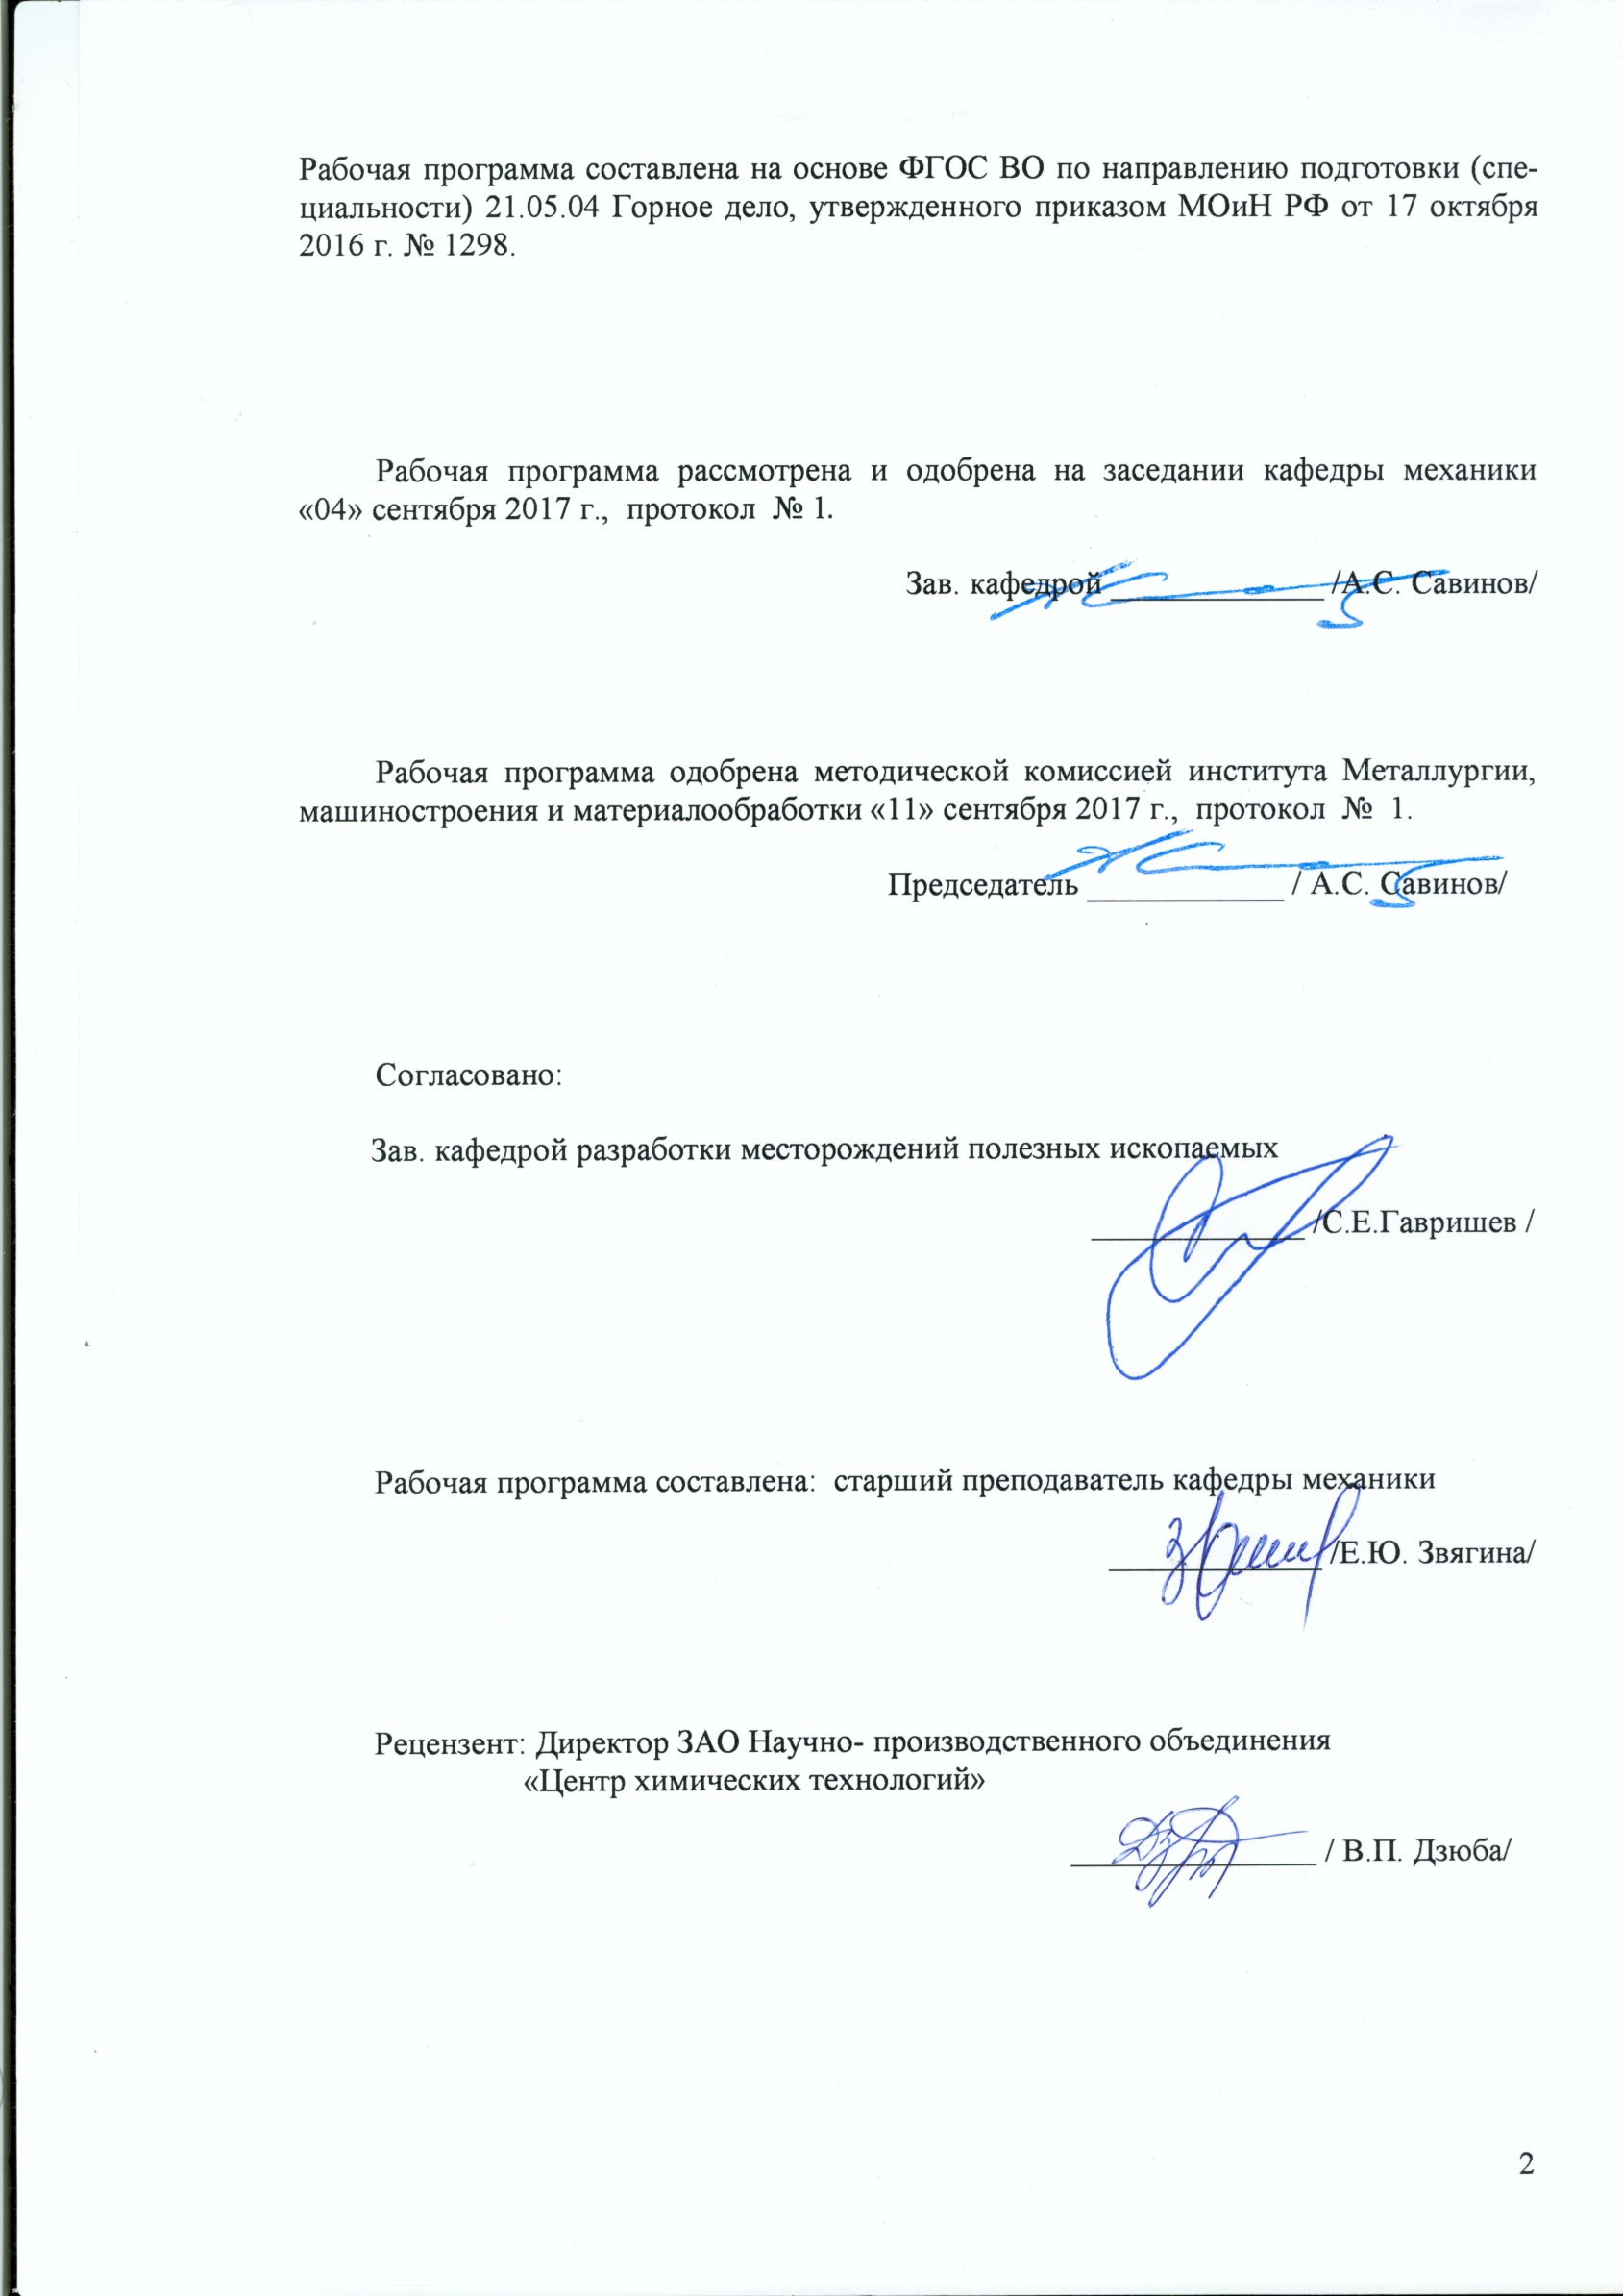 Рабочая программа составлена на основе ФГОС ВО по направлению подготовки (спе-
циальности) 21.05.04 Горное дело, утвержденного приказом МОиН РФ от 17 октября
2016 г. № 1298.
Рабочая программа рассмотрена и одобрена на заседании кафедры механики
«04» сентября 2017 г., протокол № 1.
Зав. кафедрой _____________ /А.С. Савинов/
Рабочая программа одобрена методической комиссией института Металлургии,
машиностроения и материалообработки «11» сентября 2017 г., протокол № 1.
Председатель ____________ / А.С. Савинов/
Согласовано:
Зав. кафедрой разработки месторождений полезных ископаемых
_____________ /С.Е.Гавришев /
Рабочая программа составлена: старший преподаватель кафедры механики
_____________ /Е.Ю. Звягина/
Рецензент: Директор ЗАО Научно- производственного объединения
«Центр химических технологий»
_______________ / В.П. Дзюба/
2